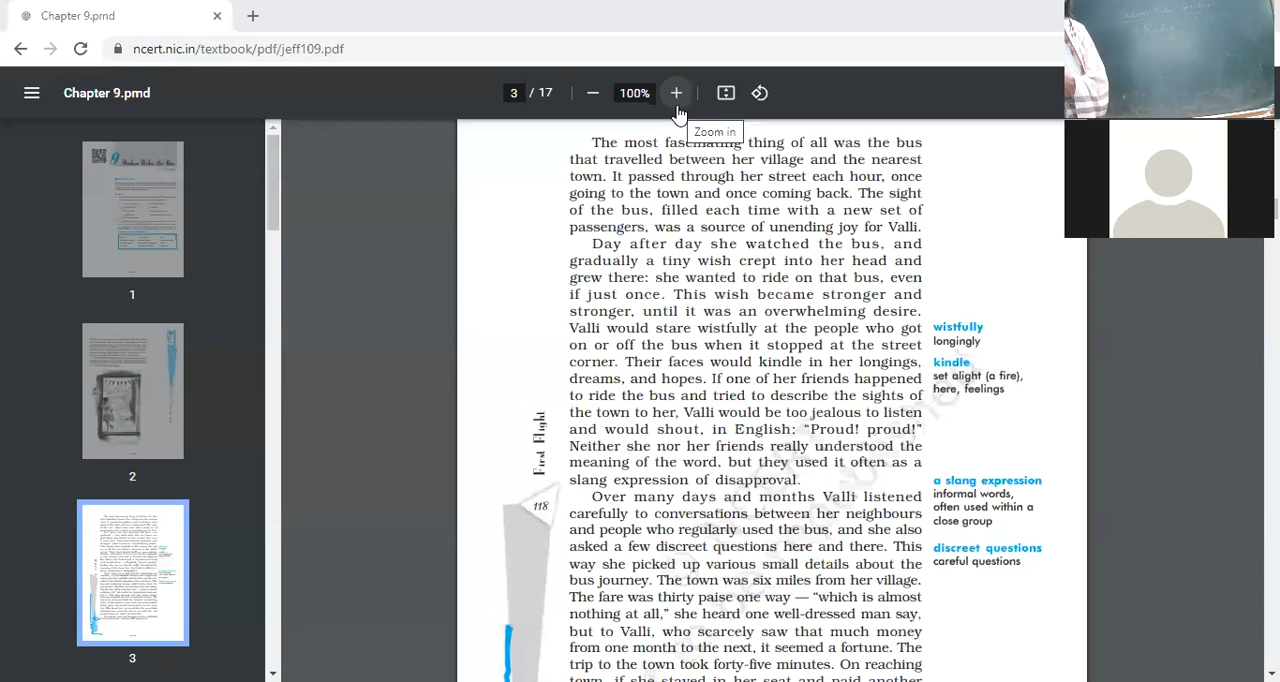 Chapter 9.pmd
ncert.nic.in/textbook/pdf/jeff109.pdf
Chapter 9.pmd
3 / 17
100%
Zoom in
1
2
3
The most fascinating thing of all was the bus
that travelled between her village and the nearest
town. It passed through her street each hour, once
going to the town and once coming back. The sight
of the bus, filled each time with a new set of
passengers, was a source of unending joy for Valli.
Day after day she watched the bus, and
gradually a tiny wish crept into her head and
grew there: she wanted to ride on that bus, even
if just once. This wish became stronger and
stronger, until it was an overwhelming desire.
Valli would stare wistfully at the people who got
on or off the bus when it stopped at the street
corner. Their faces would kindle in her longings,
dreams, and hopes. If one of her friends happened
to ride the bus and tried to describe the sights of
the town to her, Valli would be too jealous to listen
and would shout, in English: “Proud! proud!”
Neither she nor her friends really understood the
meaning of the word, but they used it often as a
slang expression of disapproval.
Over many days and months Valli listened
carefully to conversations between her neighbours
and people who regularly used the bus, and she also
asked a few discreet questions here and there. This
way she picked up various small details about the
bus journey. The town was six miles from her village.
The fare was thirty paise one way — “which is almost
nothing at all,” she heard one well-dressed man say,
but to Valli, who scarcely saw that much money
from one month to the next, it seemed a fortune. The
trip to the town took forty-five minutes. On reaching
town, if she stayed in her seat and paid another
wistfully
longingly
kindle
set alight (a fire),
here, feelings
a slang expression
informal words,
often used within a
close group
discreet questions
careful questions
First Flight
118